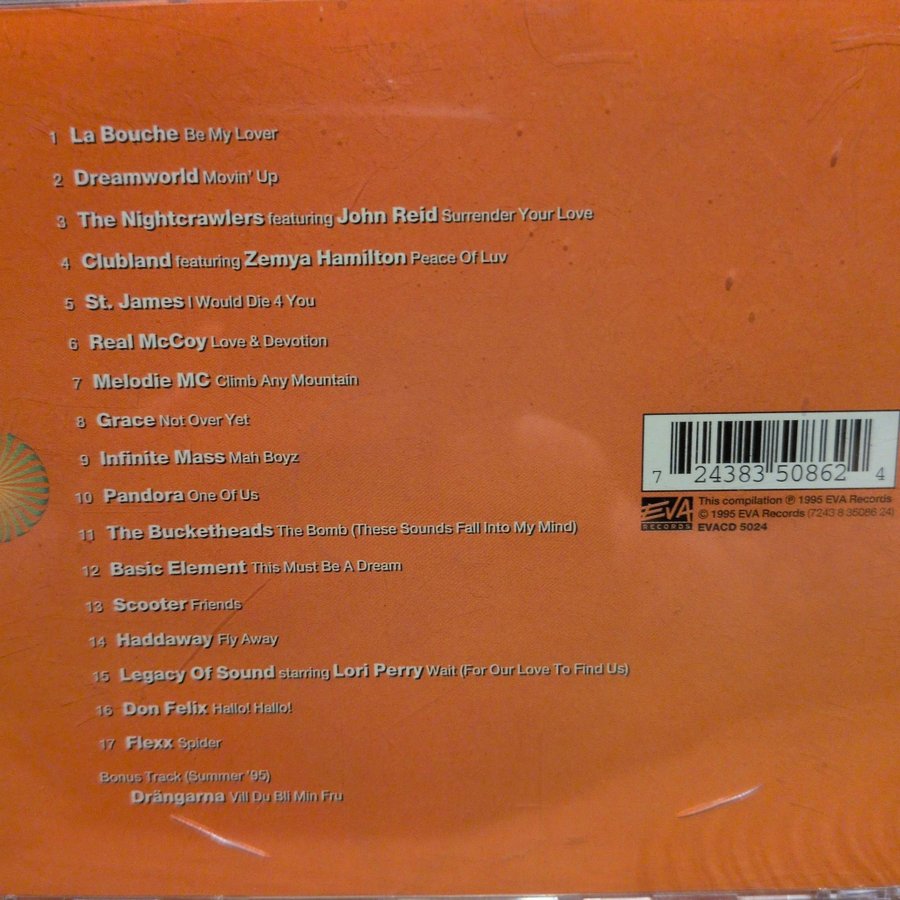 1 La Bouche Be My Lover
2 Dreamworld Movin' Up
3 The Nightcrawlers featuring John Reid Surrender Your Love
4 Clubland featuring Zemya Hamilton Peace Of Luv
5 St. James I Would Die 4 You
6 Real McCoy Love & Devotion
7 Melodie MC Climb Any Mountain
8 Grace Not Over Yet
9 Infinite Mass Mah Boyz
10 Pandora One Of Us
11 The Bucketheads The Bomb (These Sounds Fall Into My Mind)
12 Basic Element This Must Be A Dream
13 Scooter Friends
14 Haddaway Fly Away
15 Legacy Of Sound starring Lori Perry Wait (For Our Love To Find Us)
16 Don Felix Hallo! Hallo!
17 Flexx Spider
Bonus Track (Summer '95)
Drängarna Vill Du Bli Min Fru
7 24383 50862 4
EVA
RECORDS
This compilation ℗ 1995 EVA Records
© 1995 EVA Records (7243 8 35086 24)
EVACD 5024